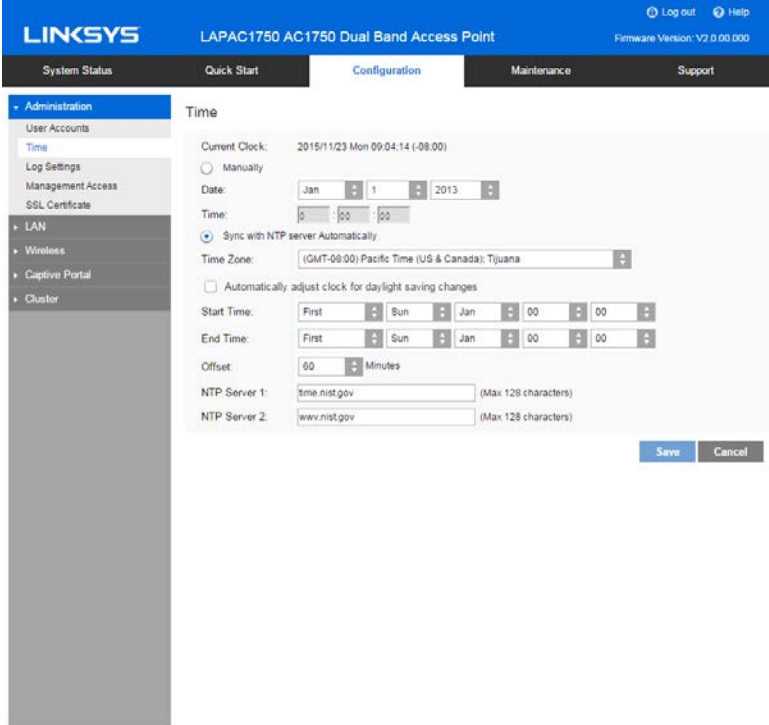 Log out Help
LINKSYS LAPAC1750 AC1750 Dual Band Access Point Firmware Version: V2.0.00.000
System Status Quick Start Configuration Maintenance Support
Administration
User Accounts
Time
Log Settings
Management Access
SSL Certificate
LAN
Wireless
Captive Portal
Cluster
Time
Current Clock: 2015/11/23 Mon 09:04:14 (-08:00)
Manually
Date: Jan 1 2013
Time: 0 : 00 : 00
Sync with NTP server Automatically
Time Zone: (GMT-08:00) Pacific Time (US & Canada); Tijuana
Automatically adjust clock for daylight saving changes
Start Time: First Sun Jan 00 00
End Time: First Sun Jan 00 00
Offset: 60 Minutes
NTP Server 1: time.nist.gov (Max 128 characters)
NTP Server 2: wwv.nist.gov (Max 128 characters)
Save Cancel